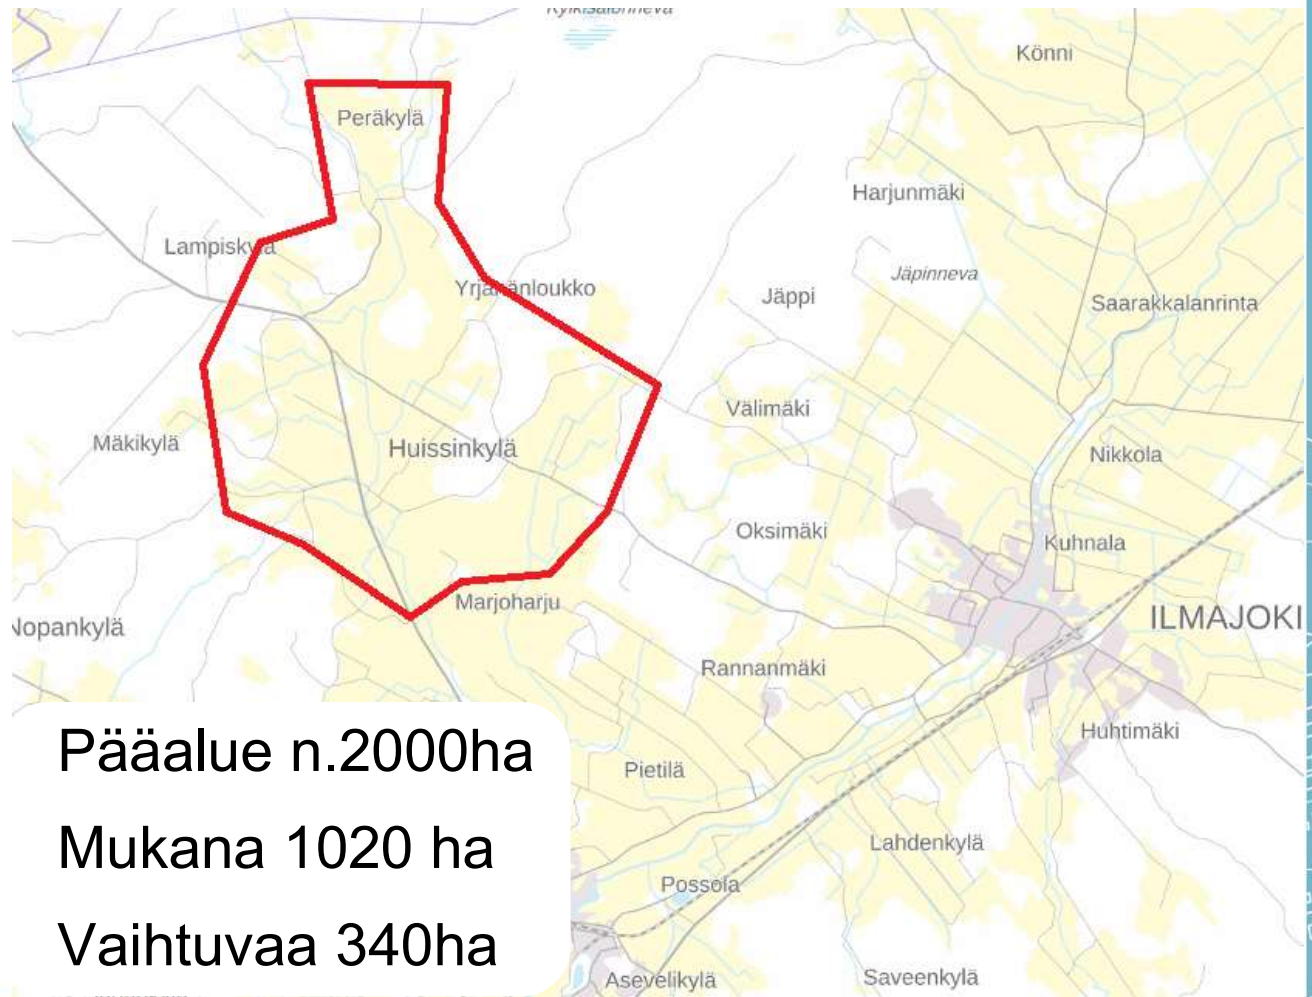 Kylkisalonneva
Könni
Peräkylä
Harjunmäki
Lampiskylä
Jäpinneva
Yrjänänloukko
Jäppi
Saarakkalanrinta
Välimäki
Mäkikylä
Huissinkylä
Nikkola
Oksimäki
Kuhnala
Marjoharju
ILMAJOKI
Nopankylä
Rannanmäki
Huhtimäki
Pääalue n.2000ha
Pietilä
Mukana 1020 ha
Lahdenkylä
Possola
Vaihtuvaa 340ha
Asevelikylä
Saveenkylä